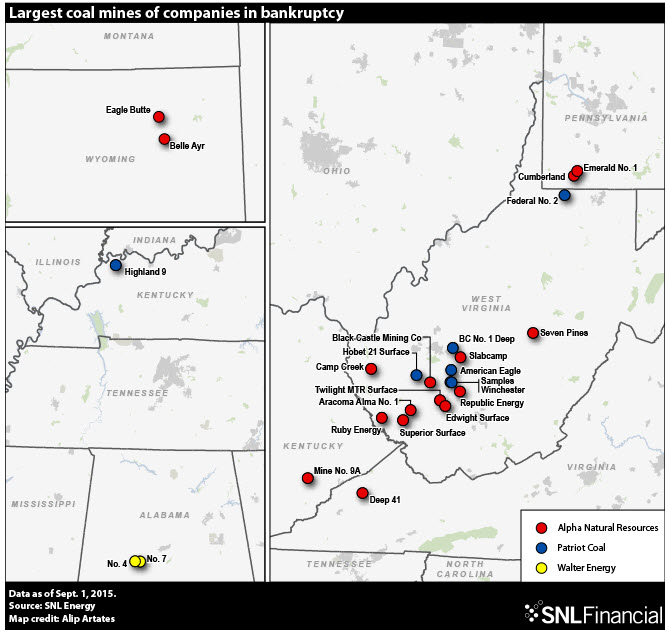 Largest coal mines of companies in bankruptcy
MONTANA
Eagle Butte
Belle Ayr
WYOMING
INDIANA
ILLINOIS
Highland 9
KENTUCKY
TENNESSEE
MISSISSIPPI
ALABAMA
No. 4
No. 7
PENNSYLVANIA
OHIO
Emerald No. 1
Cumberland
Federal No. 2
WEST
VIRGINIA
Seven Pines
Black Castle Mining Co
BC No. 1 Deep
Hobet 21 Surface
Slabcamp
Camp Creek
American Eagle
Samples
Twilight MTR Surface
Winchester
Aracoma Alma No. 1
Republic Energy
Edwight Surface
Ruby Energy
Superior Surface
KENTUCKY
VIRGINIA
Mine No. 9A
Deep 41
TENNESSEE
NORTH
CAROLINA
Alpha Natural Resources
Patriot Coal
Walter Energy
Data as of Sept. 1, 2015.
Source: SNL Energy
Map credit: Alip Artates
SNLFinancial